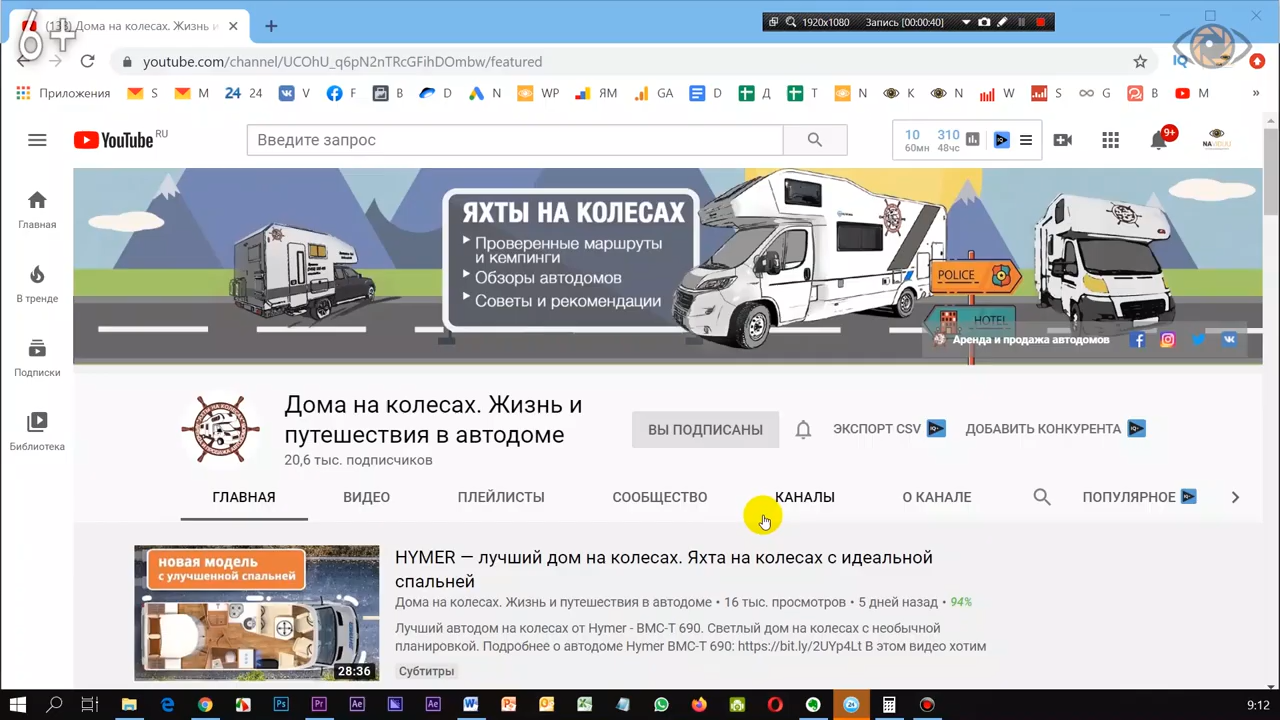 (133) Дома на колесах. Жизнь и
6+
1920x1080
Запись [00:00:40]
youtube.com/channel/UCOhU_q6pN2nTRcGFihDOmbw/featured
IQ
Приложения
S
M
24 24
V
F
B
D
N
WP
ЯМ
GA
D
Д
T
N
K
N
W
S
G
B
M
»
YouTube RU
Введите запрос
10 310
60мн 48чс
9+
ЯХТЫ НА КОЛЕСАХ
Проверенные маршруты
и кемпинги
Обзоры автодомов
Советы и рекомендации
POLICE
HOTEL
Аренда и продажа автодомов
Главная
В тренде
Подписки
Библиотека
Дома на колесах. Жизнь и
путешествия в автодоме
20,6 тыс. подписчиков
ВЫ ПОДПИСАНЫ
ЭКСПОРТ CSV
ДОБАВИТЬ КОНКУРЕНТА
ГЛАВНАЯ
ВИДЕО
ПЛЕЙЛИСТЫ
СООБЩЕСТВО
КАНАЛЫ
О КАНАЛЕ
ПОПУЛЯРНОЕ
новая модель
с улучшенной спальней
28:36
HYMER — лучший дом на колесах. Яхта на колесах с идеальной
спальней
Дома на колесах. Жизнь и путешествия в автодоме • 16 тыс. просмотров • 5 дней назад • 94%
Лучший автодом на колесах от Hymer - BMC-T 690. Светлый дом на колесах с необычной
планировкой. Подробнее о автодоме Hymer BMC-T 690: https://bit.ly/2UYp4Lt В этом видео хотим
Субтитры
9:12